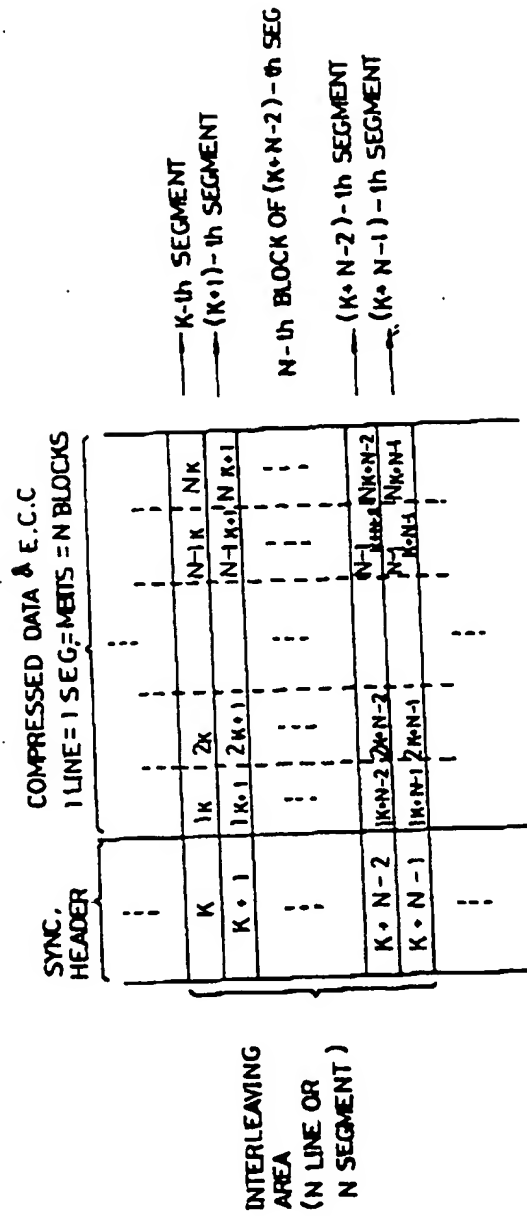 COMPRESSED DATA & E.C.C
1 LINE = 1 SEG, = MBITS = N BLOCKS
SYNC,
HEADER
K 1K 2K N-1K NK
K-th SEGMENT
K+1 1K+1 2K+1 N-1K+1 NK+1
(K+1)-th SEGMENT
INTERLEAVING
AREA
(N LINE OR
N SEGMENT)
N-th BLOCK OF (K+N-2)-th SEG
K+N-2 1K+N-2 2K+N-2 N-1K+N-2 NK+N-2
(K+N-2)-th SEGMENT
K+N-1 1K+N-1 2K+N-1 N-1K+N-1 NK+N-1
(K+N-1)-th SEGMENT